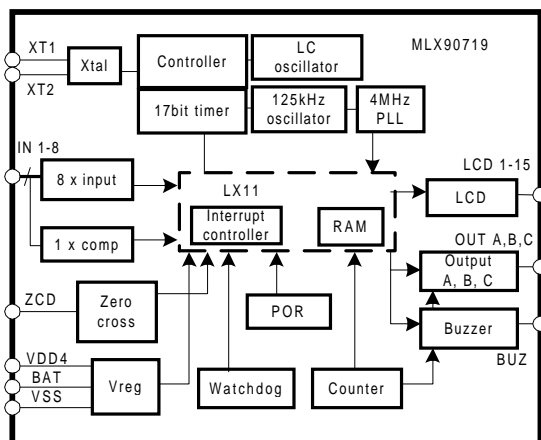 MLX90719
XT1
XT2
Xtal
Controller
LC
oscillator
17bit timer
125kHz
oscillator
4MHz
PLL
IN 1-8
8 x input
1 x comp
LX11
Interrupt
controller
RAM
LCD 1-15
LCD
OUT A,B,C
Output
A, B, C
Buzzer
BUZ
ZCD
Zero
cross
POR
VDD4
BAT
VSS
Vreg
Watchdog
Counter